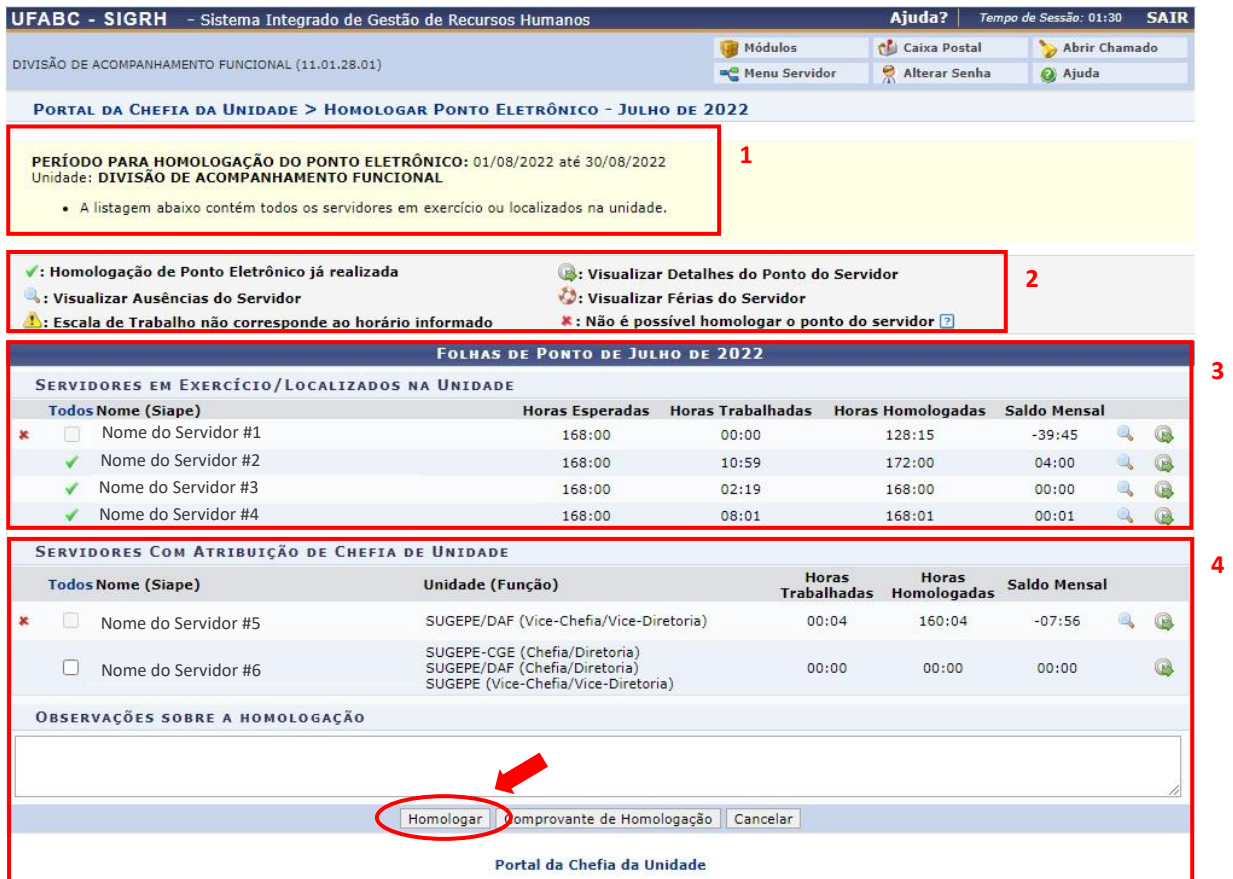 UFABC - SIGRH - Sistema Integrado de Gestão de Recursos Humanos Ajuda? | Tempo de Sessão: 01:30 SAIR
DIVISÃO DE ACOMPANHAMENTO FUNCIONAL (11.01.28.01)
Módulos Caixa Postal Abrir Chamado
Menu Servidor Alterar Senha Ajuda
PORTAL DA CHEFIA DA UNIDADE > HOMOLOGAR PONTO ELETRÔNICO - JULHO DE 2022
1
PERÍODO PARA HOMOLOGAÇÃO DO PONTO ELETRÔNICO: 01/08/2022 até 30/08/2022
Unidade: DIVISÃO DE ACOMPANHAMENTO FUNCIONAL
• A listagem abaixo contém todos os servidores em exercício ou localizados na unidade.
2
: Homologação de Ponto Eletrônico já realizada : Visualizar Detalhes do Ponto do Servidor
: Visualizar Ausências do Servidor : Visualizar Férias do Servidor
: Escala de Trabalho não corresponde ao horário informado : Não é possível homologar o ponto do servidor ?
FOLHAS DE PONTO DE JULHO DE 2022
3
SERVIDORES EM EXERCÍCIO/LOCALIZADOS NA UNIDADE
Todos Nome (Siape) Horas Esperadas Horas Trabalhadas Horas Homologadas Saldo Mensal
Nome do Servidor #1 168:00 00:00 128:15 -39:45
Nome do Servidor #2 168:00 10:59 172:00 04:00
Nome do Servidor #3 168:00 02:19 168:00 00:00
Nome do Servidor #4 168:00 08:01 168:01 00:01
SERVIDORES COM ATRIBUIÇÃO DE CHEFIA DE UNIDADE
4
Todos Nome (Siape) Unidade (Função) Horas Trabalhadas Horas Homologadas Saldo Mensal
Nome do Servidor #5 SUGEPE/DAF (Vice-Chefia/Vice-Diretoria) 00:04 160:04 -07:56
SUGEPE-CGE (Chefia/Diretoria)
Nome do Servidor #6 SUGEPE/DAF (Chefia/Diretoria) 00:00 00:00 00:00
SUGEPE (Vice-Chefia/Vice-Diretoria)
OBSERVAÇÕES SOBRE A HOMOLOGAÇÃO
Homologar Comprovante de Homologação Cancelar
Portal da Chefia da Unidade